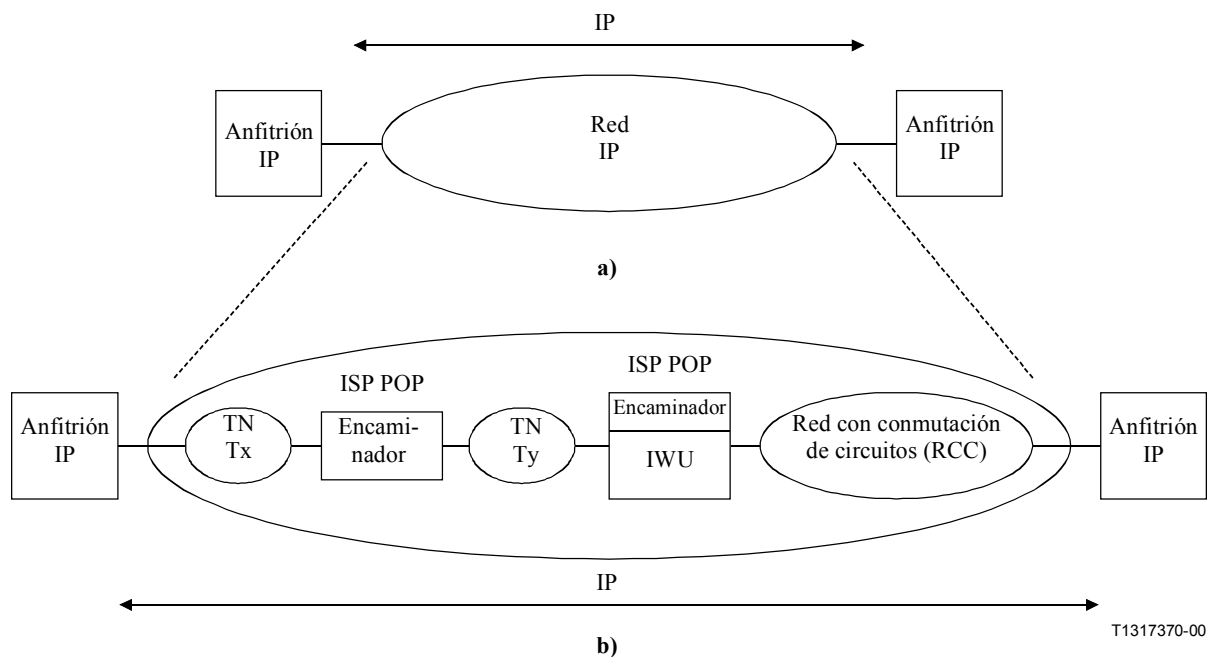 IP
Anfitrión
IP
Red
IP
Anfitrión
IP
a)
ISP POP
ISP POP
Anfitrión
IP
TN
Tx
Encami-
nador
TN
Ty
Encaminador
IWU
Red con conmutación
de circuitos (RCC)
Anfitrión
IP
IP
T1317370-00
b)